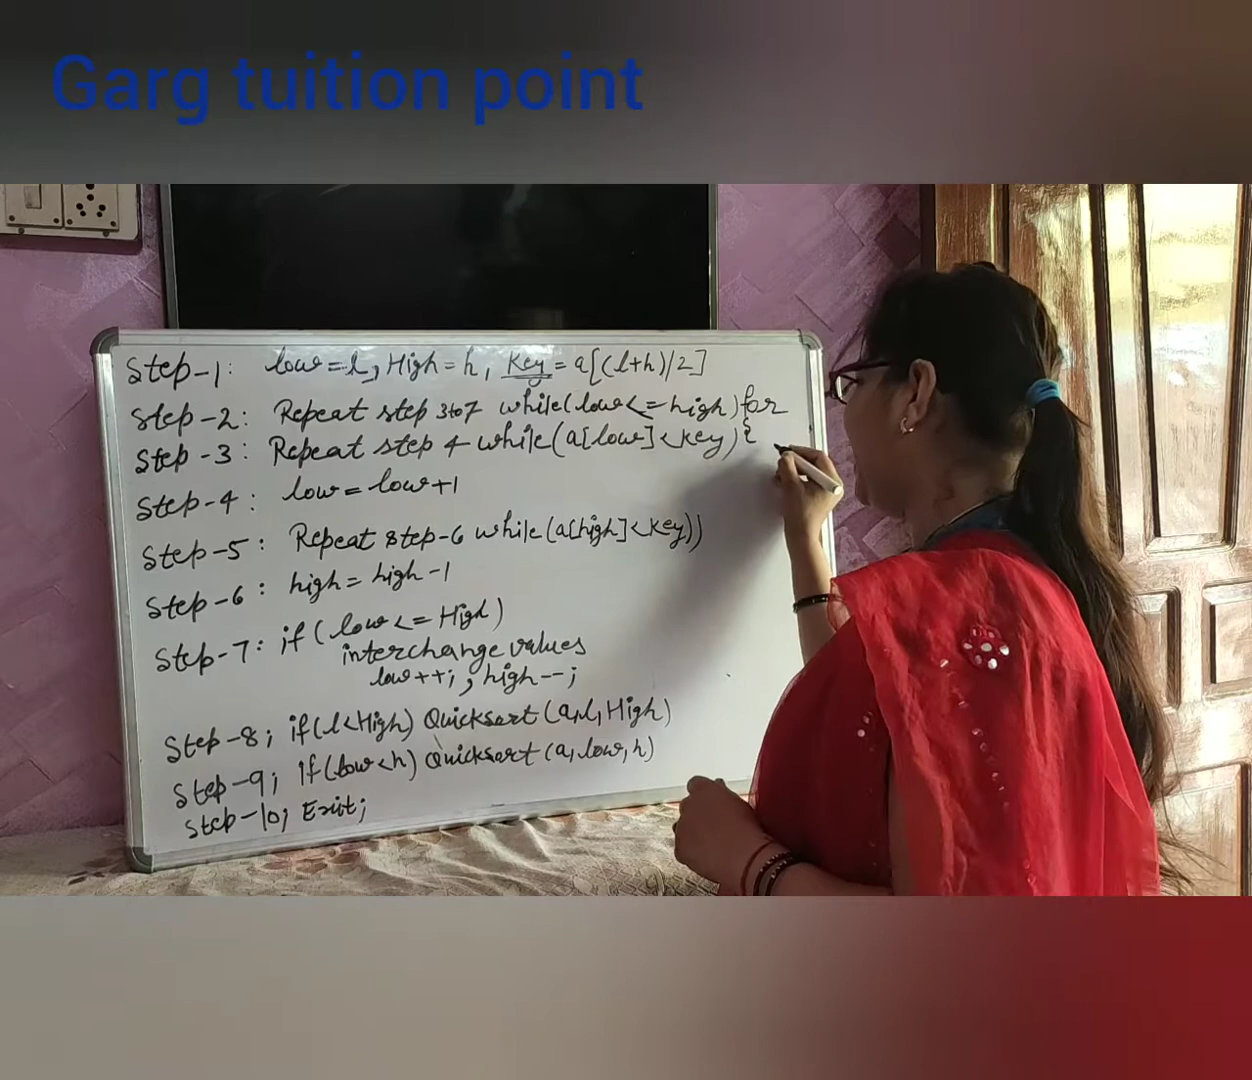 Garg tuition point
Step-1: low=l, High=h, Key=a[(l+h)/2]
Step-2: Repeat step 3to7 while(low<=high)for
Step-3: Repeat step 4 while(a[low]<key){
Step-4: low=low+1
Step-5: Repeat step-6 while(a[high]<key))
Step-6: high=high-1
Step-7: if(low<=High)
interchange values
low++; , high--;
Step-8; if(l<High) Quicksort(a,l,High)
Step-9; if(low<h) Quicksort(a,low,h)
Step-10; Exit;